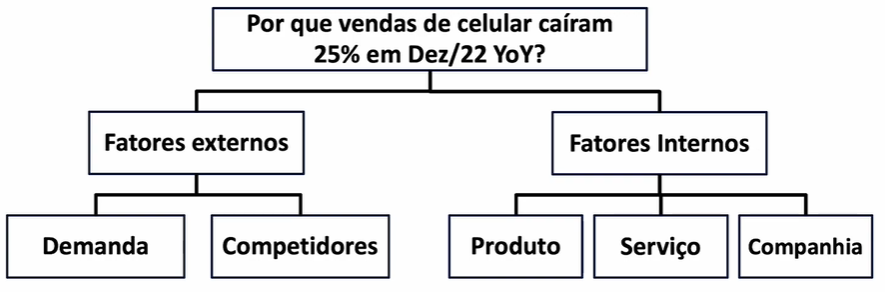 Por que vendas de celular caíram
25% em Dez/22 YoY?
Fatores externos
Fatores Internos
Demanda
Competidores
Produto
Serviço
Companhia